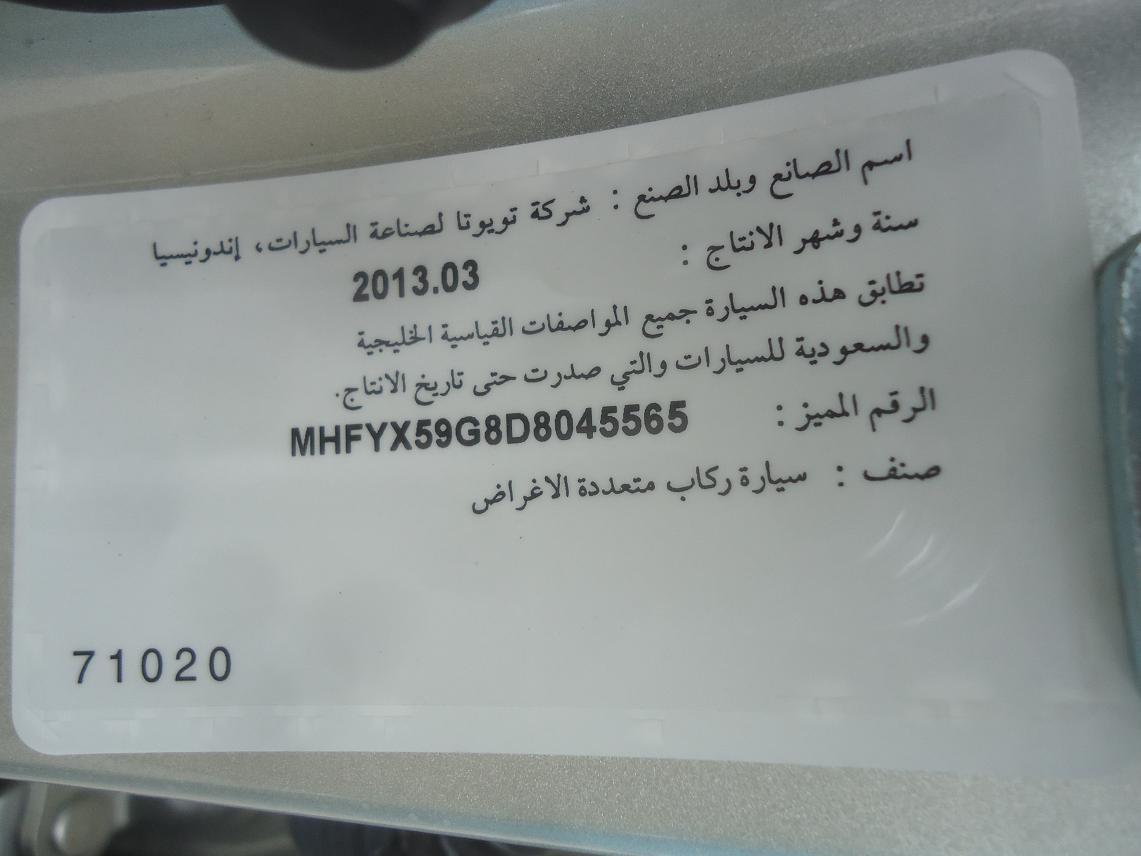 اسم الصانع وبلد الصنع : شركة تويوتا لصناعة السيارات، إندونيسيا
سنة وشهر الانتاج : 2013.03
تطابق هذه السيارة جميع المواصفات القياسية الخليجية
والسعودية للسيارات والتي صدرت حتى تاريخ الانتاج.
الرقم المميز : MHFYX59G8D8045565
صنف : سيارة ركاب متعددة الاغراض
71020